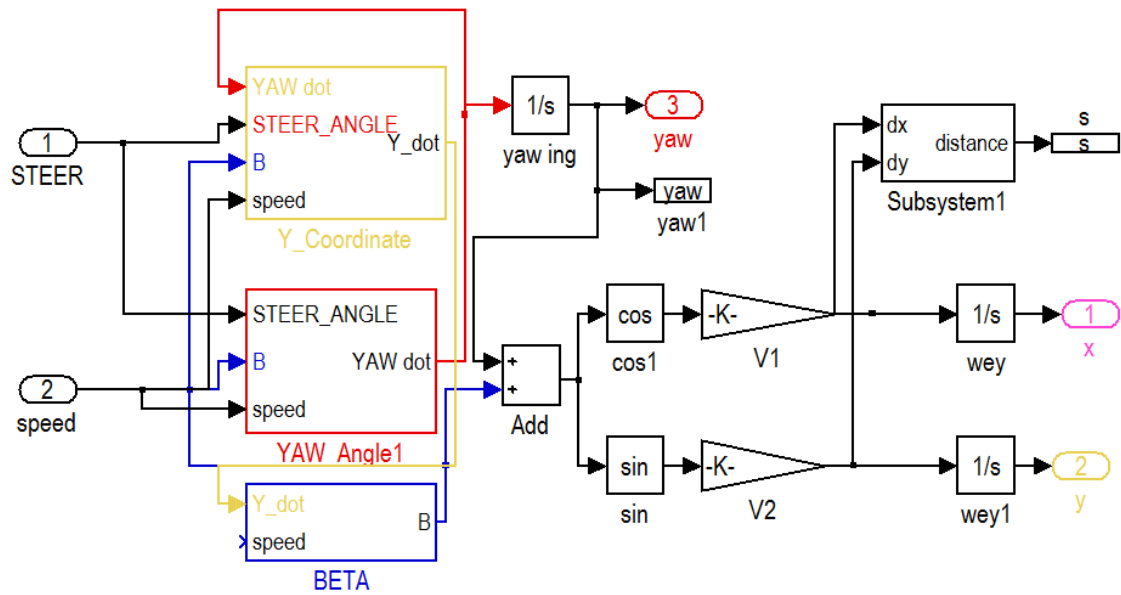 YAW dot
STEER_ANGLE
B
speed
Y_dot
Y_Coordinate
1
STEER
1/s
yaw ing
3
yaw
yaw
yaw1
dx
dy
distance
Subsystem1
s
s
STEER_ANGLE
B
speed
YAW dot
YAW_Angle1
2
speed
+
+
Add
cos
cos1
-K-
V1
1/s
wey
1
x
sin
sin
-K-
V2
1/s
wey1
2
y
Y_dot
speed
B
BETA